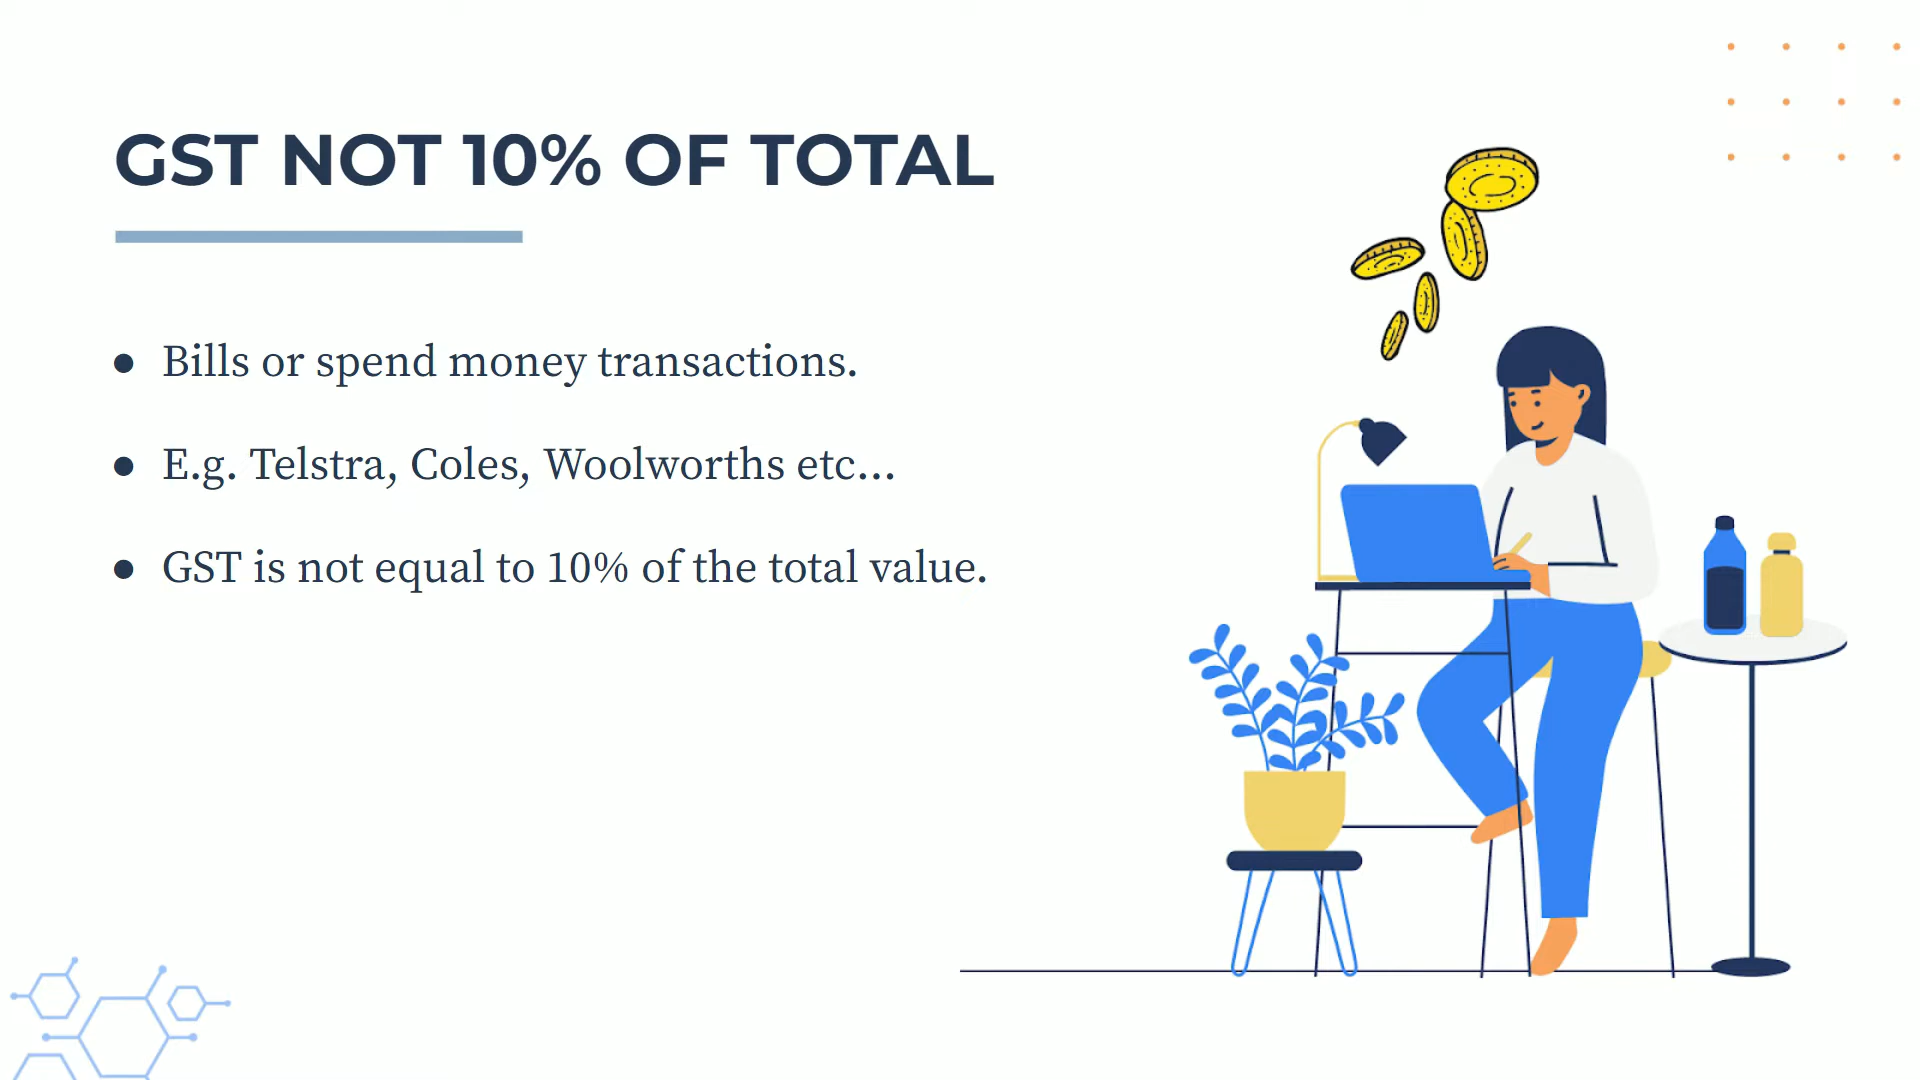 GST NOT 10% OF TOTAL
● Bills or spend money transactions.
● E.g. Telstra, Coles, Woolworths etc...
● GST is not equal to 10% of the total value.